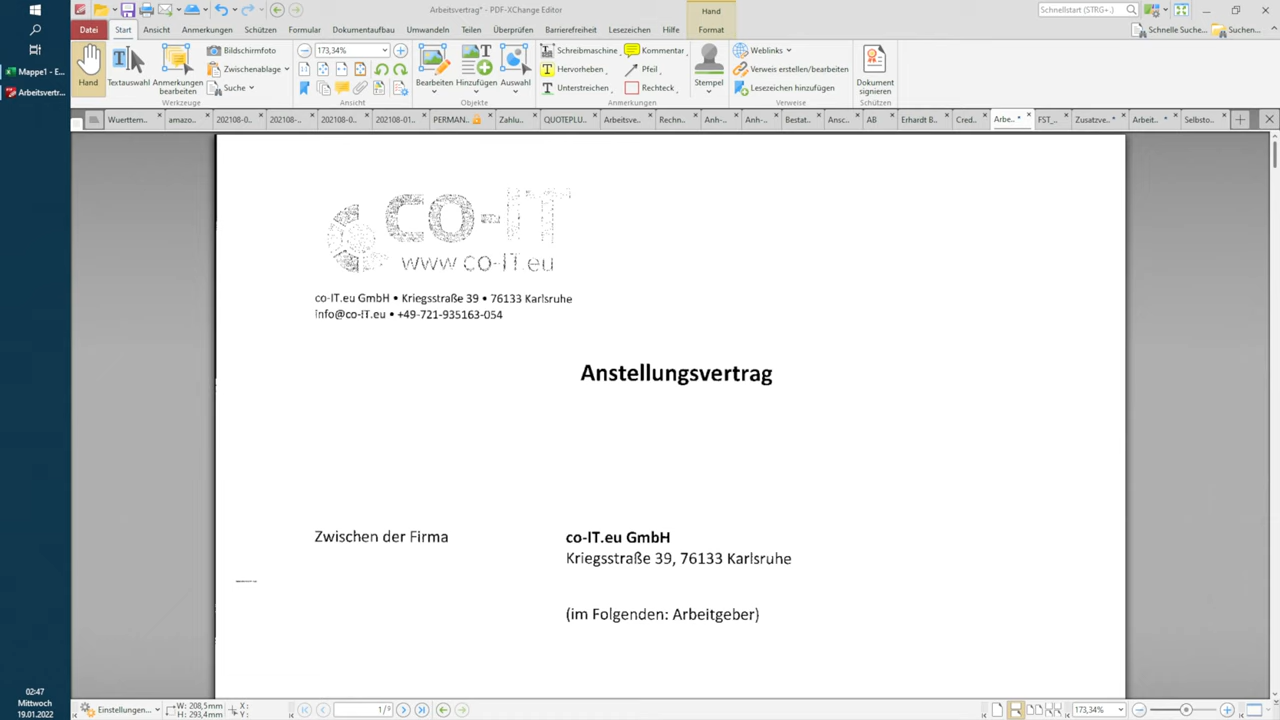 Arbeitsvertrag* - PDF-XChange Editor
Hand
Schnellstart (STRG+.)
Datei Start Ansicht Anmerkungen Schützen Formular Dokumentaufbau Umwandeln Teilen Überprüfen Barrierefreiheit Lesezeichen Hilfe Format
Schnelle Suche... Suchen...
Mappe1 - E...
Arbeitsvertr...
Hand
Textauswahl
Anmerkungen bearbeiten
Bildschirmfoto
Zwischenablage
Suche
Werkzeuge
173,34%
Ansicht
Bearbeiten Hinzufügen Auswahl
Objekte
Schreibmaschine
Hervorheben
Unterstreichen
Kommentar
Pfeil
Rechteck
Anmerkungen
Stempel
Weblinks
Verweis erstellen/bearbeiten
Lesezeichen hinzufügen
Verweise
Dokument signieren
Schützen
Wuerttem... amazo... 202108-0... 202108-... 202108-0... 202108-01... PERMAN... Zahlu... QUOTEPLU... Arbeitsve... Rechn... Anh-... Anh-... Bestat... Ansc... AB Erhardt B... Cred... Arbe... * FST_... Zusatzve... * Arbeit... * Selbsto...
co-IT
www.co-IT.eu
co-IT.eu GmbH • Kriegsstraße 39 • 76133 Karlsruhe
info@co-IT.eu • +49-721-935163-054
Anstellungsvertrag
Zwischen der Firma
co-IT.eu GmbH
Kriegsstraße 39, 76133 Karlsruhe
(im Folgenden: Arbeitgeber)
02:47
Mittwoch
19.01.2022
Einstellungen...
W: 208,5mm
H: 293,4mm
X:
Y:
173,34%